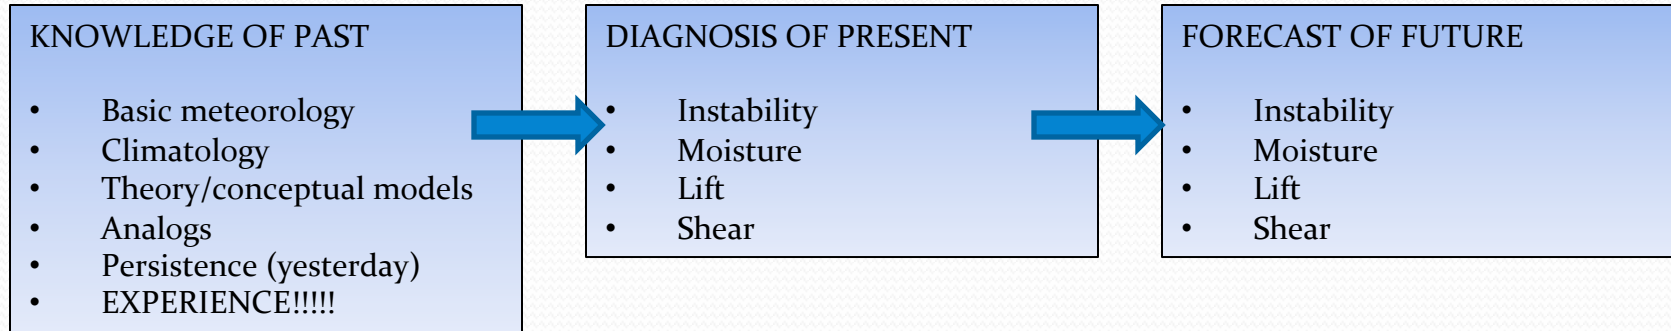 KNOWLEDGE OF PAST
• Basic meteorology
• Climatology
• Theory/conceptual models
• Analogs
• Persistence (yesterday)
• EXPERIENCE!!!!!
DIAGNOSIS OF PRESENT
• Instability
• Moisture
• Lift
• Shear
FORECAST OF FUTURE
• Instability
• Moisture
• Lift
• Shear